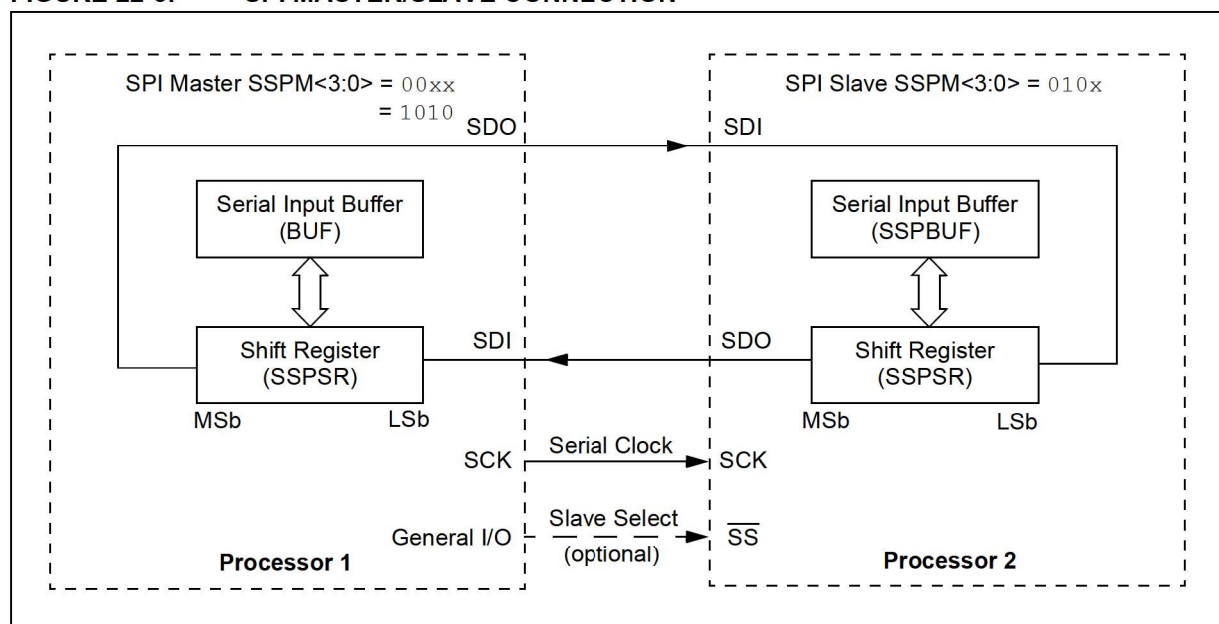 SPI Master SSPM<3:0> = 00xx
= 1010
SDO
Serial Input Buffer
(BUF)
Shift Register
(SSPSR)
MSb
LSb
SDI
SCK
General I/O
Processor 1
Serial Clock
Slave Select
(optional)
SPI Slave SSPM<3:0> = 010x
SDI
Serial Input Buffer
(SSPBUF)
SDO
Shift Register
(SSPSR)
MSb
LSb
SCK
SS
Processor 2